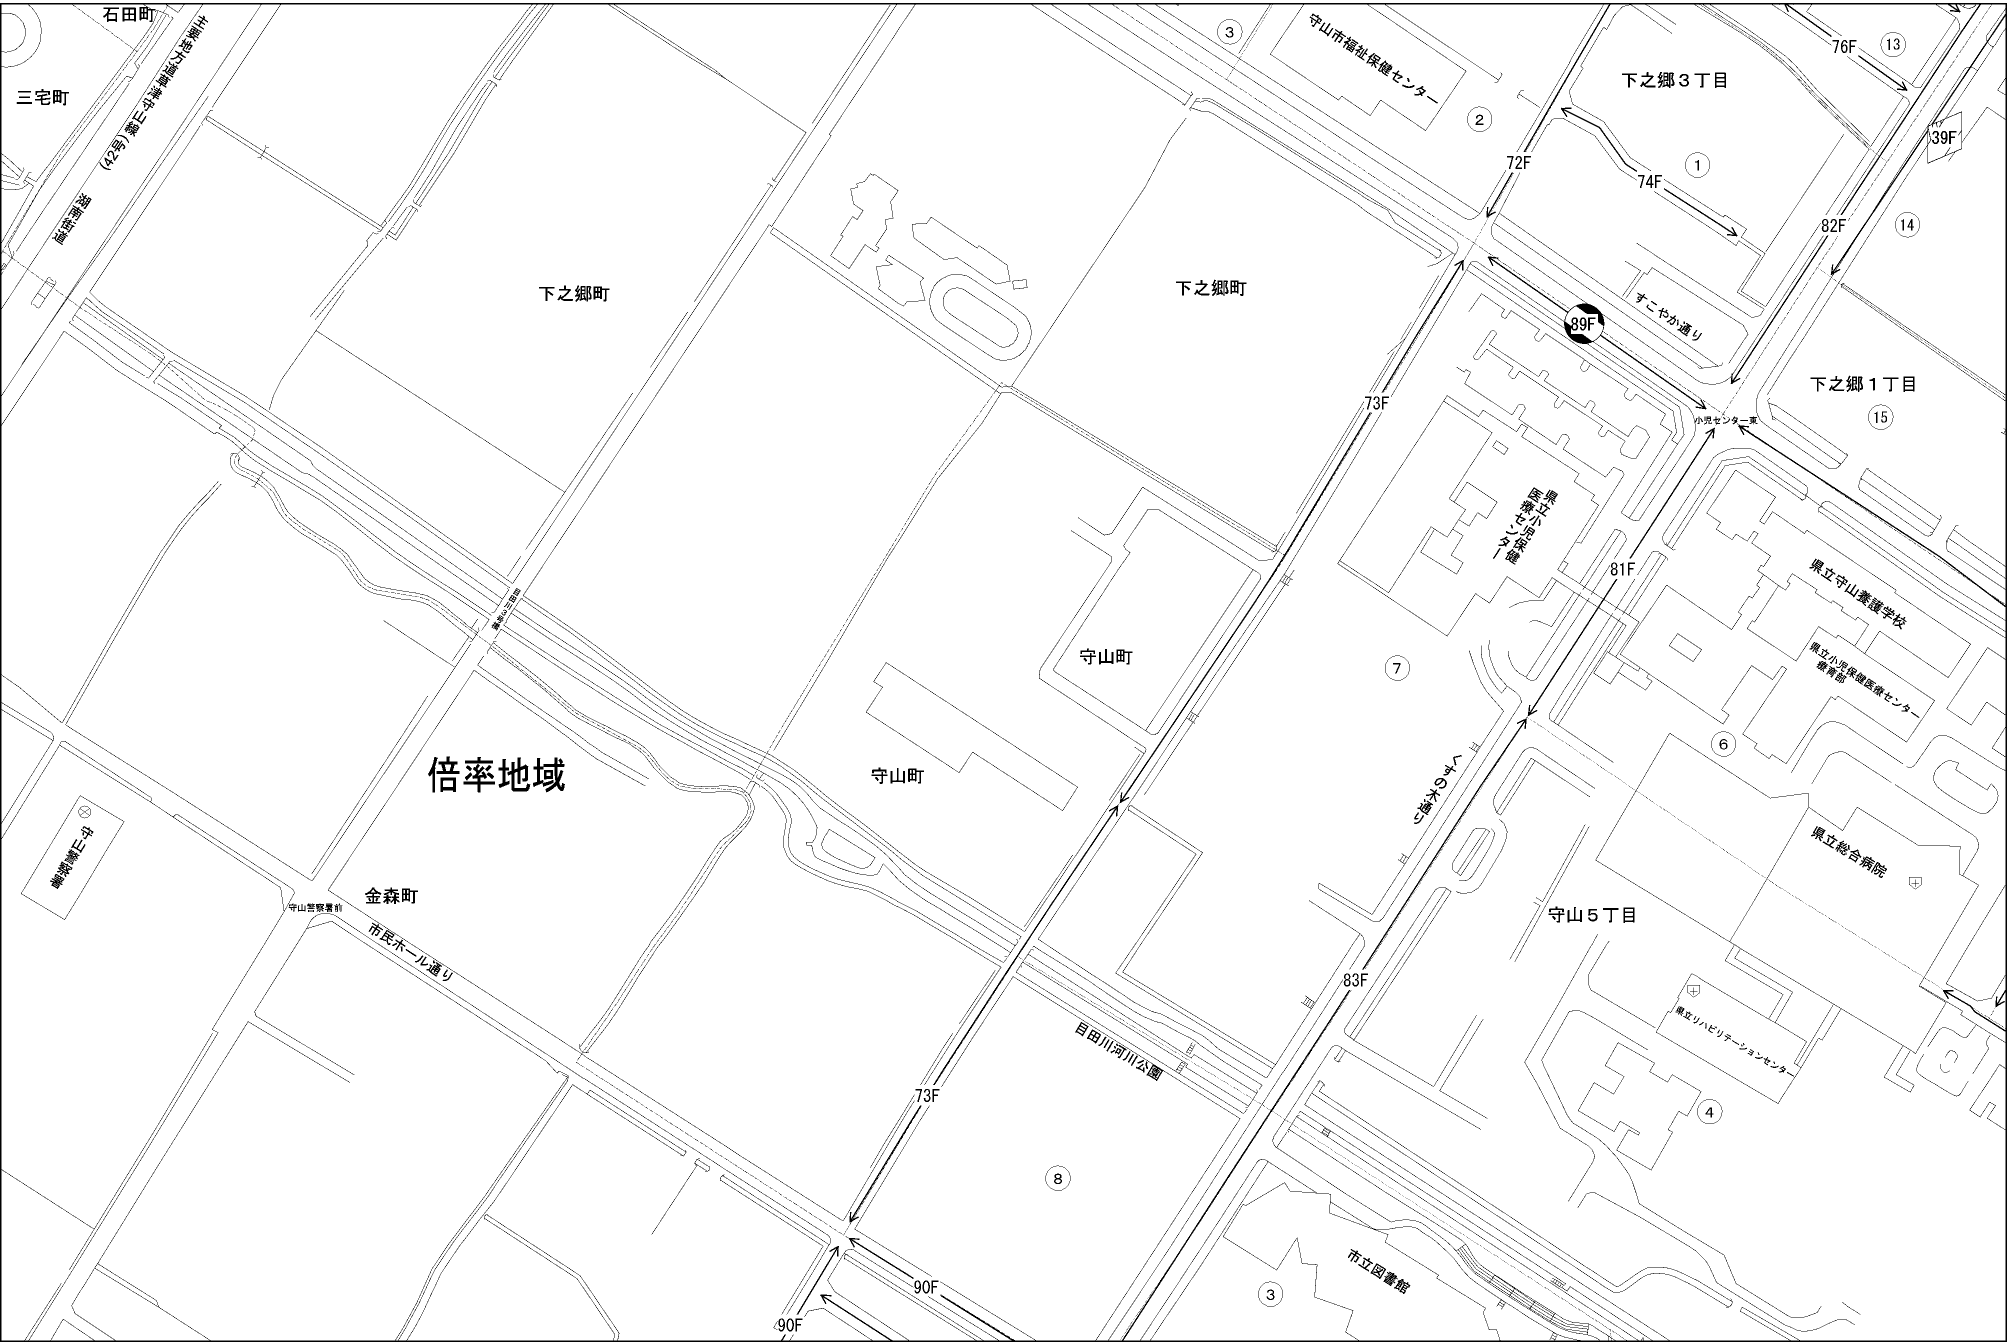 石田町
三宅町
主要地方道草津守山線
(42号)
湖南街道
③
守山市福祉保健センター
②
下之郷３丁目
76F
⑬
39F
72F
74F
①
82F
⑭
下之郷町
下之郷町
89F
すこやか通り
下之郷１丁目
⑮
73F
小児センター東
県立小児保健
医療センター
81F
県立守山養護学校
県立小児保健医療センター
療育部
目田川3号橋
守山町
⑦
⑥
倍率地域
守山町
くすの木通り
県立総合病院
守山警察署
金森町
守山警察署前
市民ホール通り
守山５丁目
83F
県立リハビリテーションセンター
目田川河川公園
73F
④
⑧
市立図書館
③
90F
90F